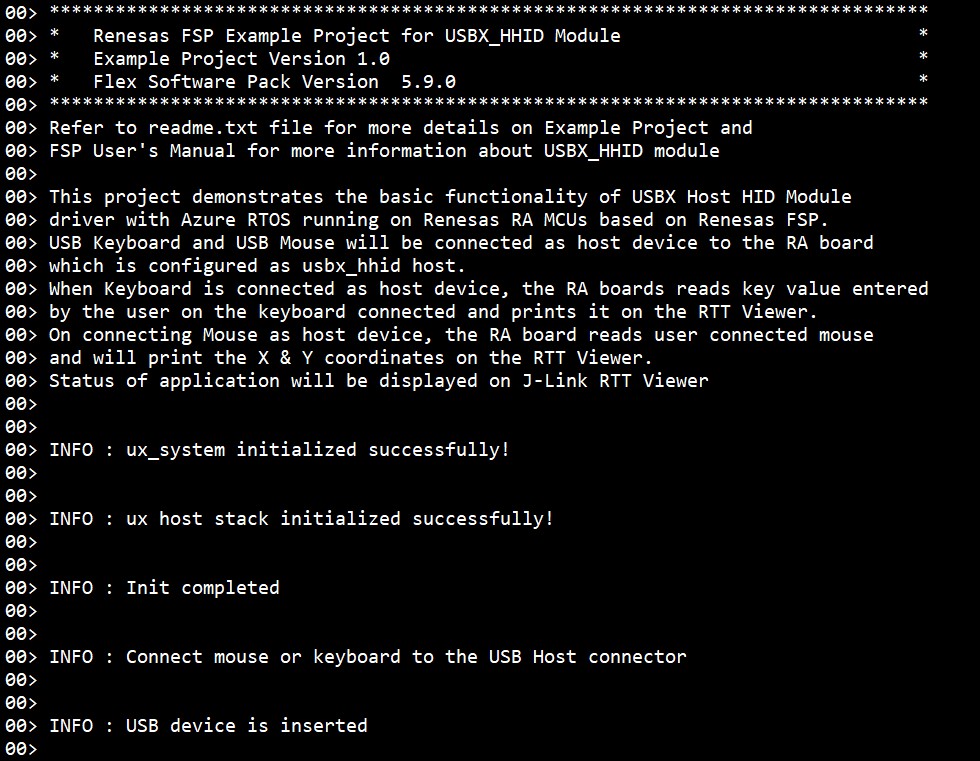 00> ********************************************************************************
00> *   Renesas FSP Example Project for USBX_HHID Module                           *
00> *   Example Project Version 1.0                                                *
00> *   Flex Software Pack Version  5.9.0                                          *
00> ********************************************************************************
00> Refer to readme.txt file for more details on Example Project and
00> FSP User's Manual for more information about USBX_HHID module
00>
00> This project demonstrates the basic functionality of USBX Host HID Module
00> driver with Azure RTOS running on Renesas RA MCUs based on Renesas FSP.
00> USB Keyboard and USB Mouse will be connected as host device to the RA board
00> which is configured as usbx_hhid host.
00> When Keyboard is connected as host device, the RA boards reads key value entered
00> by the user on the keyboard connected and prints it on the RTT Viewer.
00> On connecting Mouse as host device, the RA board reads user connected mouse
00> and will print the X & Y coordinates on the RTT Viewer.
00> Status of application will be displayed on J-Link RTT Viewer
00>
00>
00> INFO : ux_system initialized successfully!
00>
00>
00> INFO : ux host stack initialized successfully!
00>
00>
00> INFO : Init completed
00>
00>
00> INFO : Connect mouse or keyboard to the USB Host connector
00>
00>
00> INFO : USB device is inserted
00>